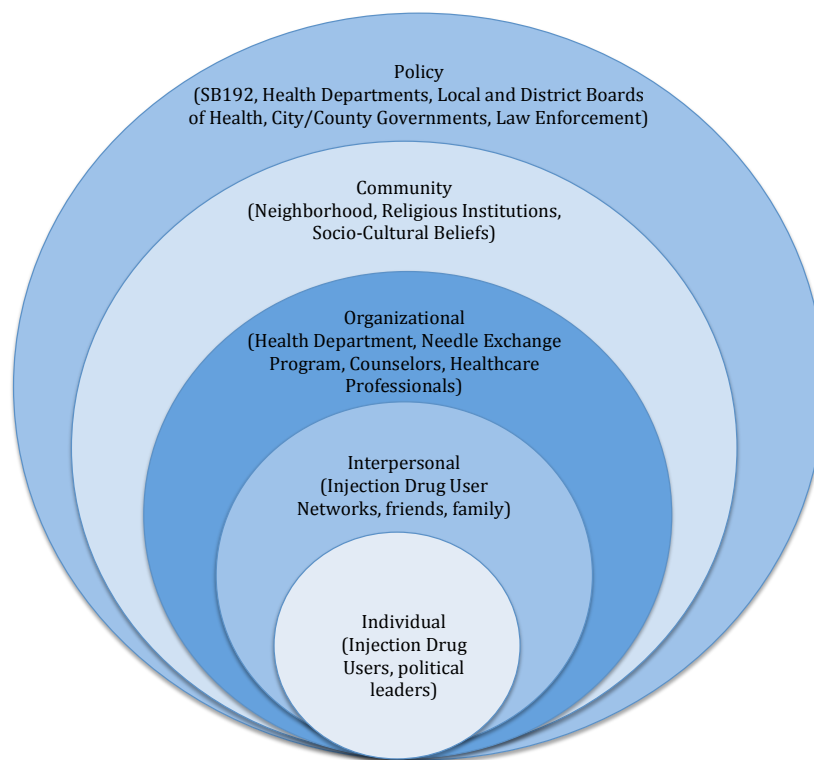 Policy
(SB192, Health Departments, Local and District Boards
of Health, City/County Governments, Law Enforcement)
Community
(Neighborhood, Religious Institutions,
Socio-Cultural Beliefs)
Organizational
(Health Department, Needle Exchange
Program, Counselors, Healthcare
Professionals)
Interpersonal
(Injection Drug User
Networks, friends, family)
Individual
(Injection Drug
Users, political
leaders)